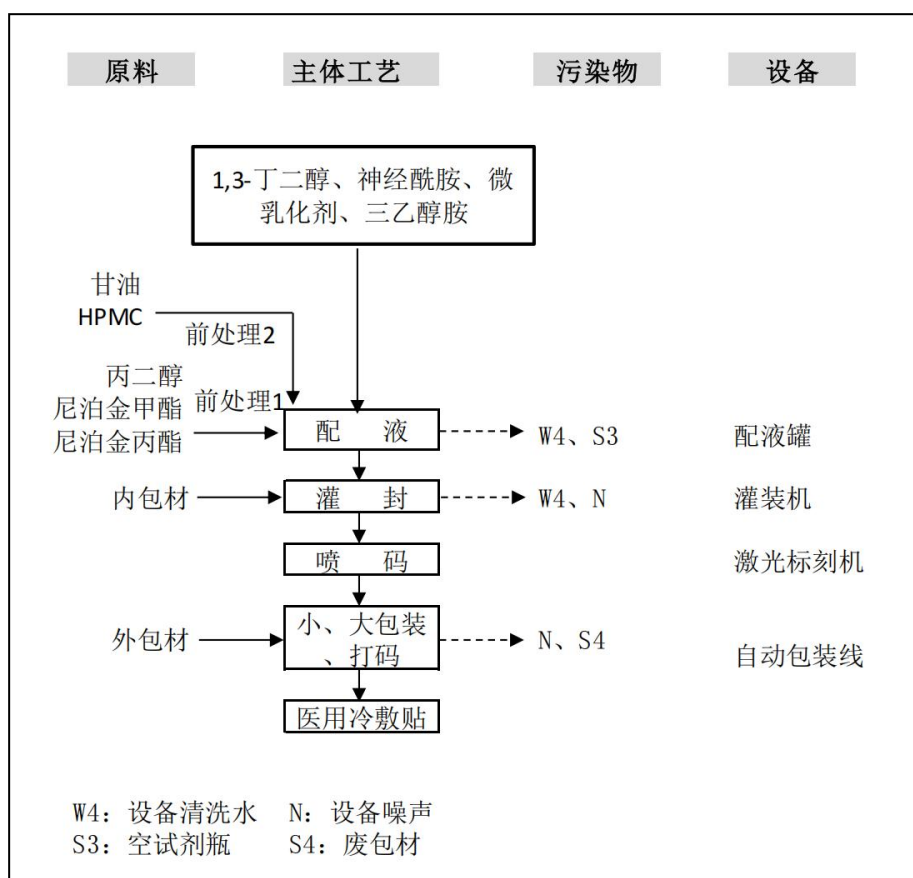 原料 主体工艺 污染物 设备
1,3-丁二醇、神经酰胺、微
乳化剂、三乙醇胺
甘油
HPMC
前处理2
丙二醇
尼泊金甲酯 前处理1
尼泊金丙酯
配 液 W4、S3 配液罐
内包材 灌 封 W4、N 灌装机
喷 码 激光标刻机
外包材 小、大包装
、打码 N、S4 自动包装线
医用冷敷贴
W4：设备清洗水 N：设备噪声
S3：空试剂瓶 S4：废包材